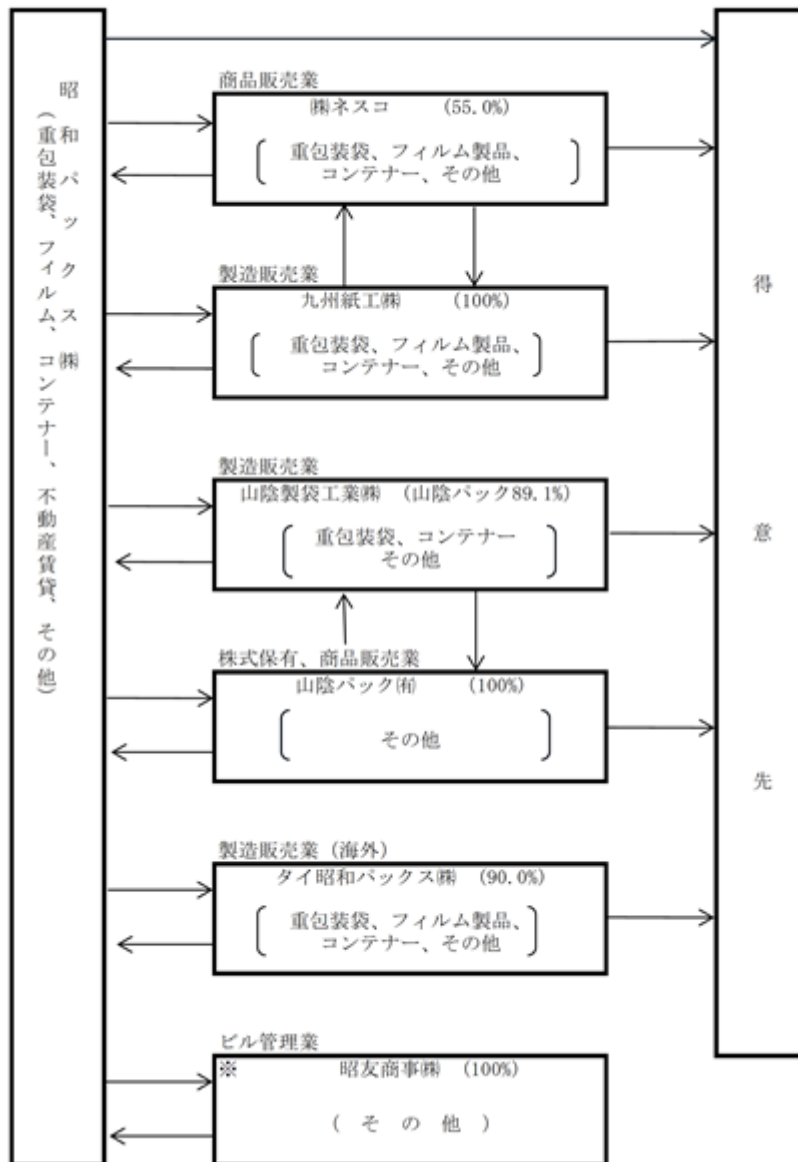 昭和パックス㈱
(重包装袋、フィルム、コンテナー、不動産賃貸、その他)
商品販売業
㈱ネスコ (55.0%)
重包装袋、フィルム製品、
コンテナー、その他
製造販売業
九州紙工㈱ (100%)
重包装袋、フィルム製品、
コンテナー、その他
製造販売業
山陰製袋工業㈱ (山陰パック89.1%)
重包装袋、コンテナー
その他
株式保有、商品販売業
山陰パック㈲ (100%)
その他
製造販売業 (海外)
タイ昭和パックス㈱ (90.0%)
重包装袋、フィルム製品、
コンテナー、その他
ビル管理業
※ 昭友商事㈱ (100%)
( そ の 他 )
得意先